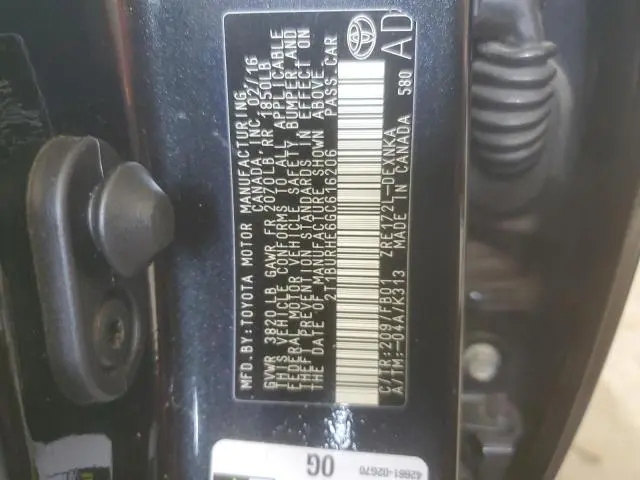 MFD.BY:TOYOTA MOTOR MANUFACTURING
CANADA, INC. 02/16
GVWR 3820LB GAWR FR 2070LB, RR 1850LB
THIS VEHICLE CONFORMS TO ALL APPLICABLE
FEDERAL MOTOR VEHICLE SAFETY BUMPER, AND
THEFT PREVENTION STANDARDS IN EFFECT ON
THE DATE OF MANUFACTURE SHOWN ABOVE.
2T1BURHE6GC616206 PASS.CAR
C/TR:209/FB01 ZRE172L-DEXNKA
A/TM:-04A/K313 MADE IN CANADA 580
AD
42661-02670
0G